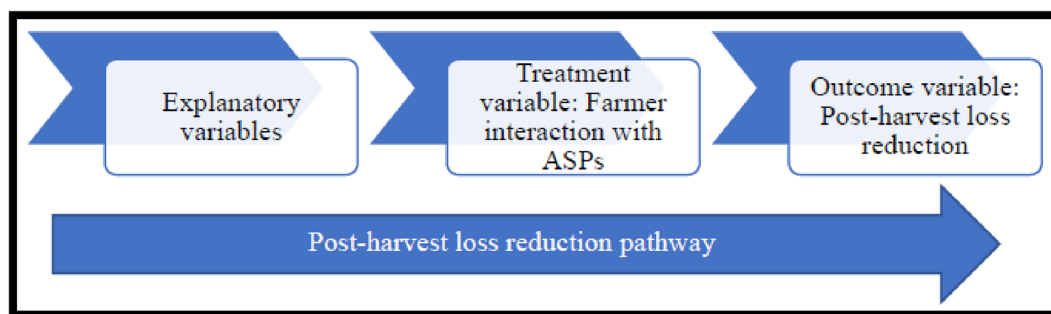 Explanatory
variables
Treatment
variable: Farmer
interaction with
ASPs
Outcome variable:
Post-harvest loss
reduction
Post-harvest loss reduction pathway